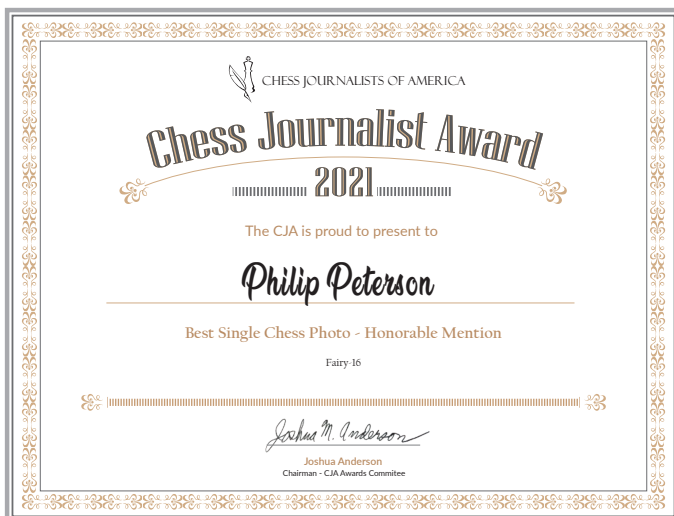 CHESS JOURNALISTS OF AMERICA
Chess Journalist Award
2021
The CJA is proud to present to
Philip Peterson
Best Single Chess Photo - Honorable Mention
Fairy-16
Joshua M. Anderson
Joshua Anderson
Chairman - CJA Awards Commitee